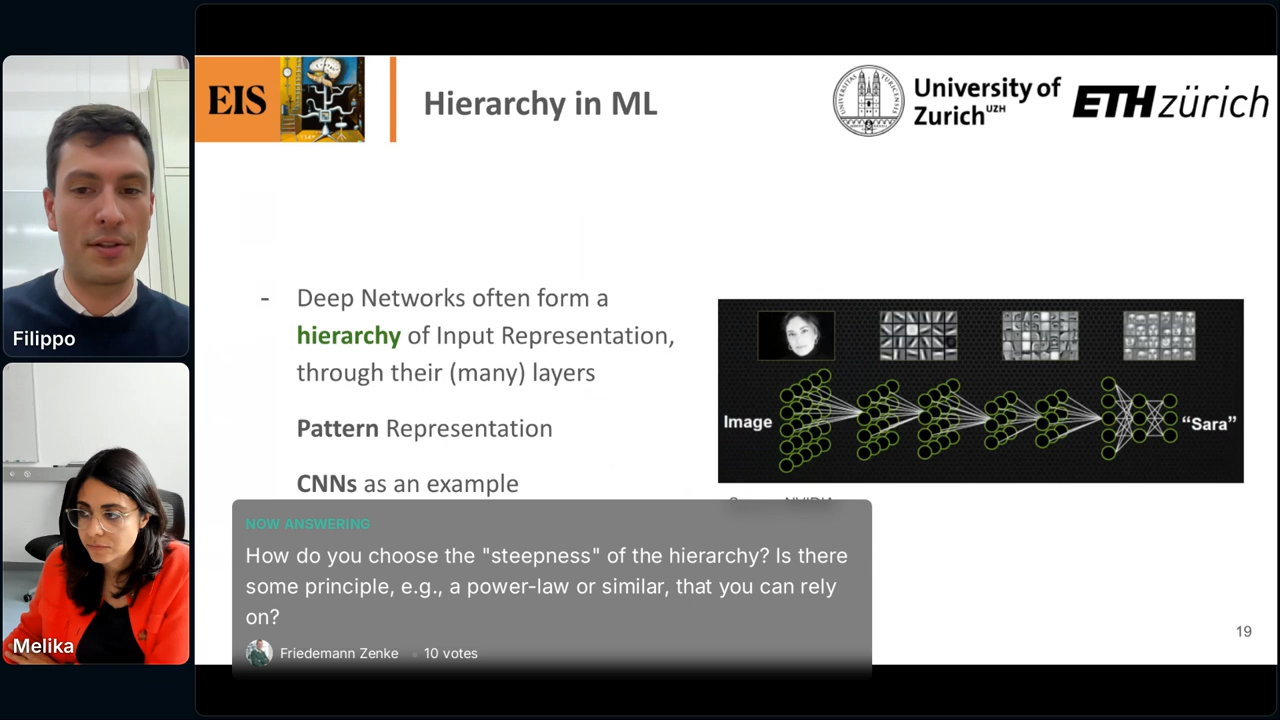 Filippo
Melika
EIS
Hierarchy in ML
University of
Zurich UZH
ETH zürich
- Deep Networks often form a
hierarchy of Input Representation,
through their (many) layers
Pattern Representation
CNNs as an example
Image
“Sara”
NOW ANSWERING
How do you choose the "steepness" of the hierarchy? Is there
some principle, e.g., a power-law or similar, that you can rely
on?
Friedemann Zenke • 10 votes
19